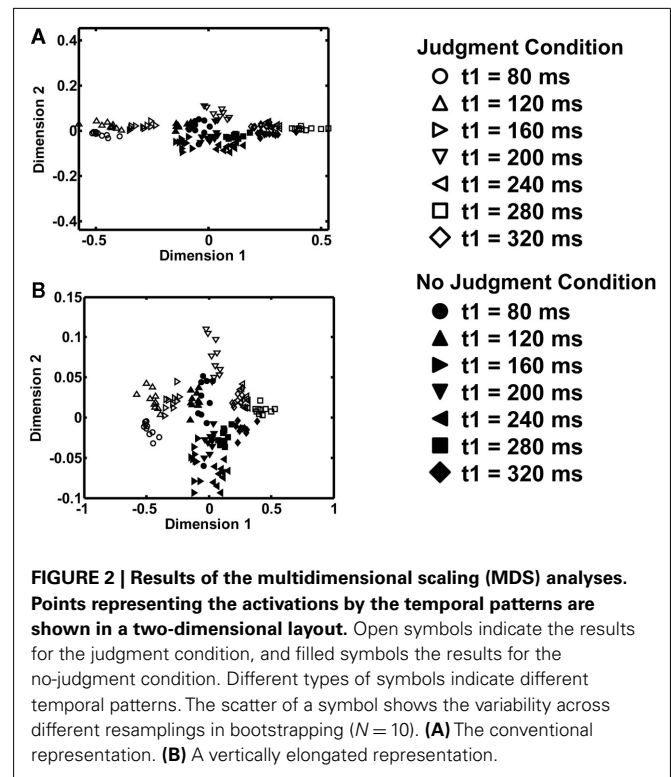 A
0.4
0.2
0
-0.2
-0.4
Dimension 2
-0.5
0
0.5
Dimension 1
B
0.15
0.1
0.05
0
-0.05
-0.1
Dimension 2
-1
-0.5
0
0.5
1
Dimension 1
Judgment Condition
t1 = 80 ms
t1 = 120 ms
t1 = 160 ms
t1 = 200 ms
t1 = 240 ms
t1 = 280 ms
t1 = 320 ms
No Judgment Condition
t1 = 80 ms
t1 = 120 ms
t1 = 160 ms
t1 = 200 ms
t1 = 240 ms
t1 = 280 ms
t1 = 320 ms
FIGURE 2 | Results of the multidimensional scaling (MDS) analyses.
Points representing the activations by the temporal patterns are
shown in a two-dimensional layout. Open symbols indicate the results
for the judgment condition, and filled symbols the results for the
no-judgment condition. Different types of symbols indicate different
temporal patterns. The scatter of a symbol shows the variability across
different resamplings in bootstrapping (N = 10). (A) The conventional
representation. (B) A vertically elongated representation.